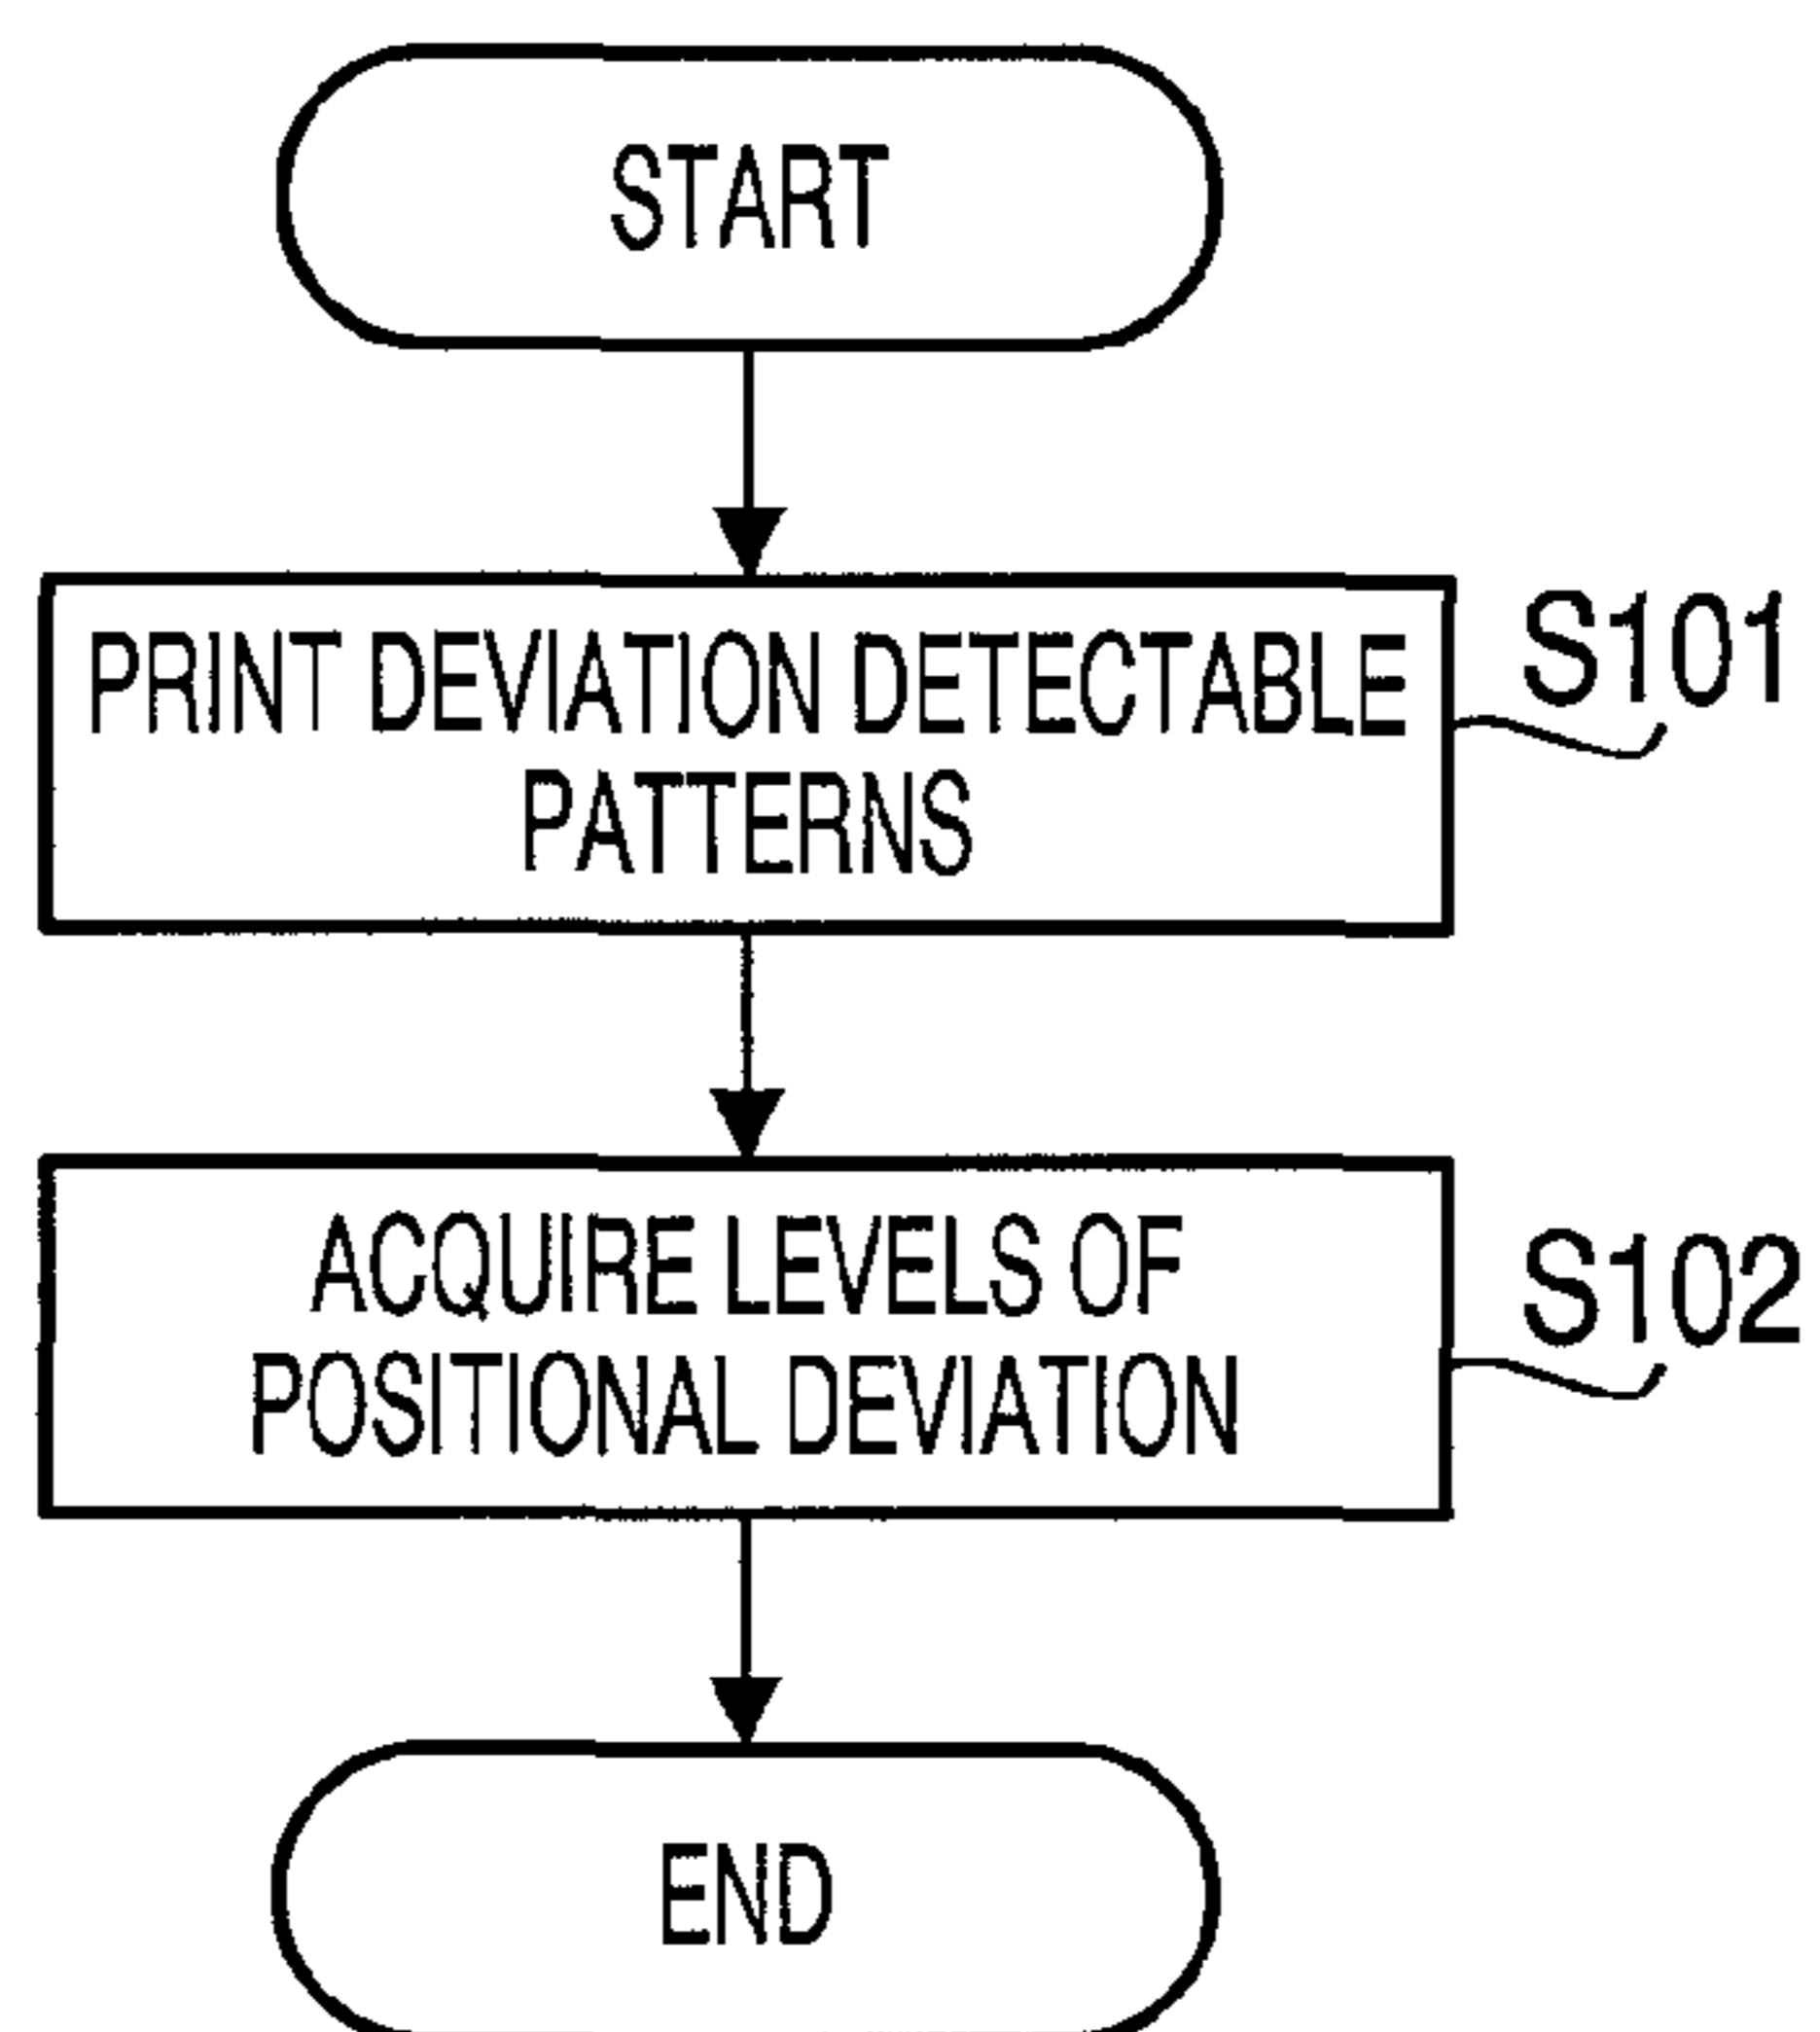 START
PRINT DEVIATION DETECTABLE
PATTERNS
S101
ACQUIRE LEVELS OF
POSITIONAL DEVIATION
S102
END